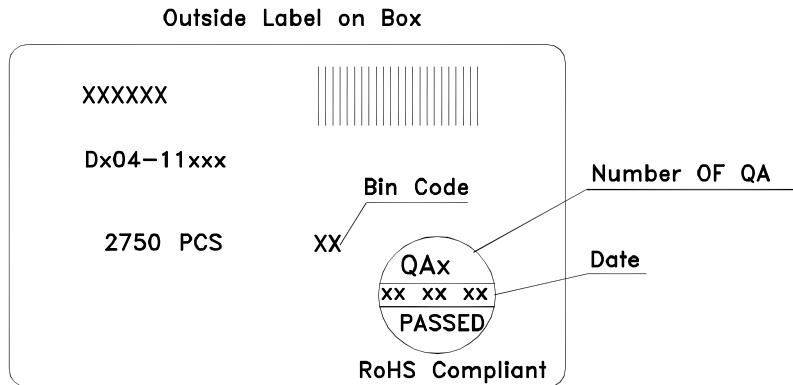 Outside Label on Box
XXXXXX
Dx04-11xxx
Bin Code
Number OF QA
2750 PCS
XX
QAx
Date
xx xx xx
PASSED
RoHS Compliant